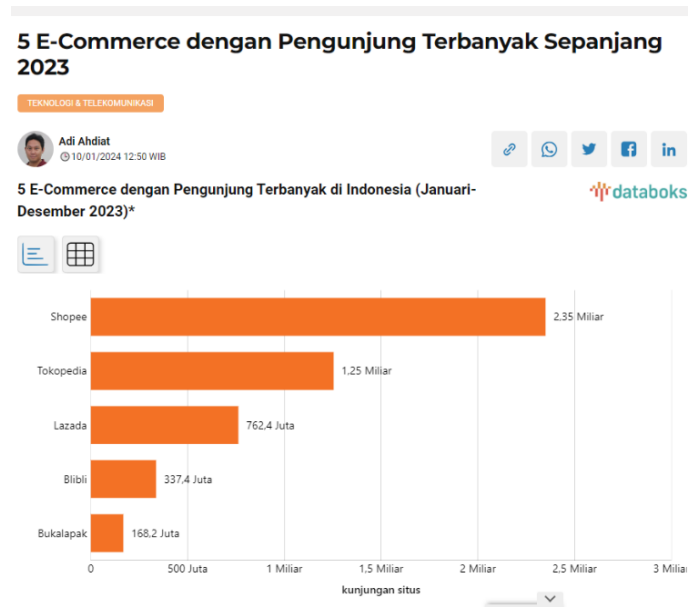 5 E-Commerce dengan Pengunjung Terbanyak Sepanjang
2023
TEKNOLOGI & TELEKOMUNIKASI
Adi Ahdiat
10/01/2024 12:50 WIB
5 E-Commerce dengan Pengunjung Terbanyak di Indonesia (Januari-
Desember 2023)*
databoks
Shopee 2,35 Miliar
Tokopedia 1,25 Miliar
Lazada 762,4 Juta
Blibli 337,4 Juta
Bukalapak 168,2 Juta
0 500 Juta 1 Miliar 1,5 Miliar 2 Miliar 2,5 Miliar 3 Miliar
kunjungan situs